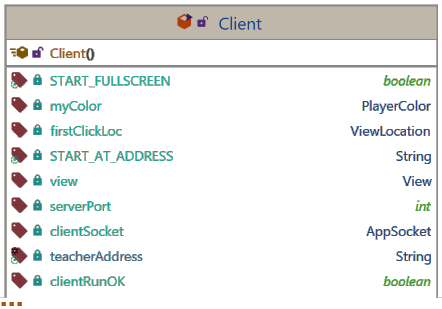 Client
Client()
START_FULLSCREEN boolean
myColor PlayerColor
firstClickLoc ViewLocation
START_AT_ADDRESS String
view View
serverPort int
clientSocket AppSocket
teacherAddress String
clientRunOK boolean
...